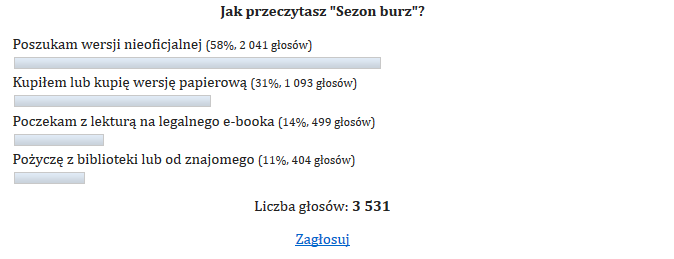 Jak przeczytasz "Sezon burz"?
Poszukam wersji nieoficjalnej (58%, 2 041 głosów)
Kupiłem lub kupię wersję papierową (31%, 1 093 głosów)
Poczekam z lekturą na legalnego e-booka (14%, 499 głosów)
Pożyczę z biblioteki lub od znajomego (11%, 404 głosów)
Liczba głosów: 3 531
Zagłosuj